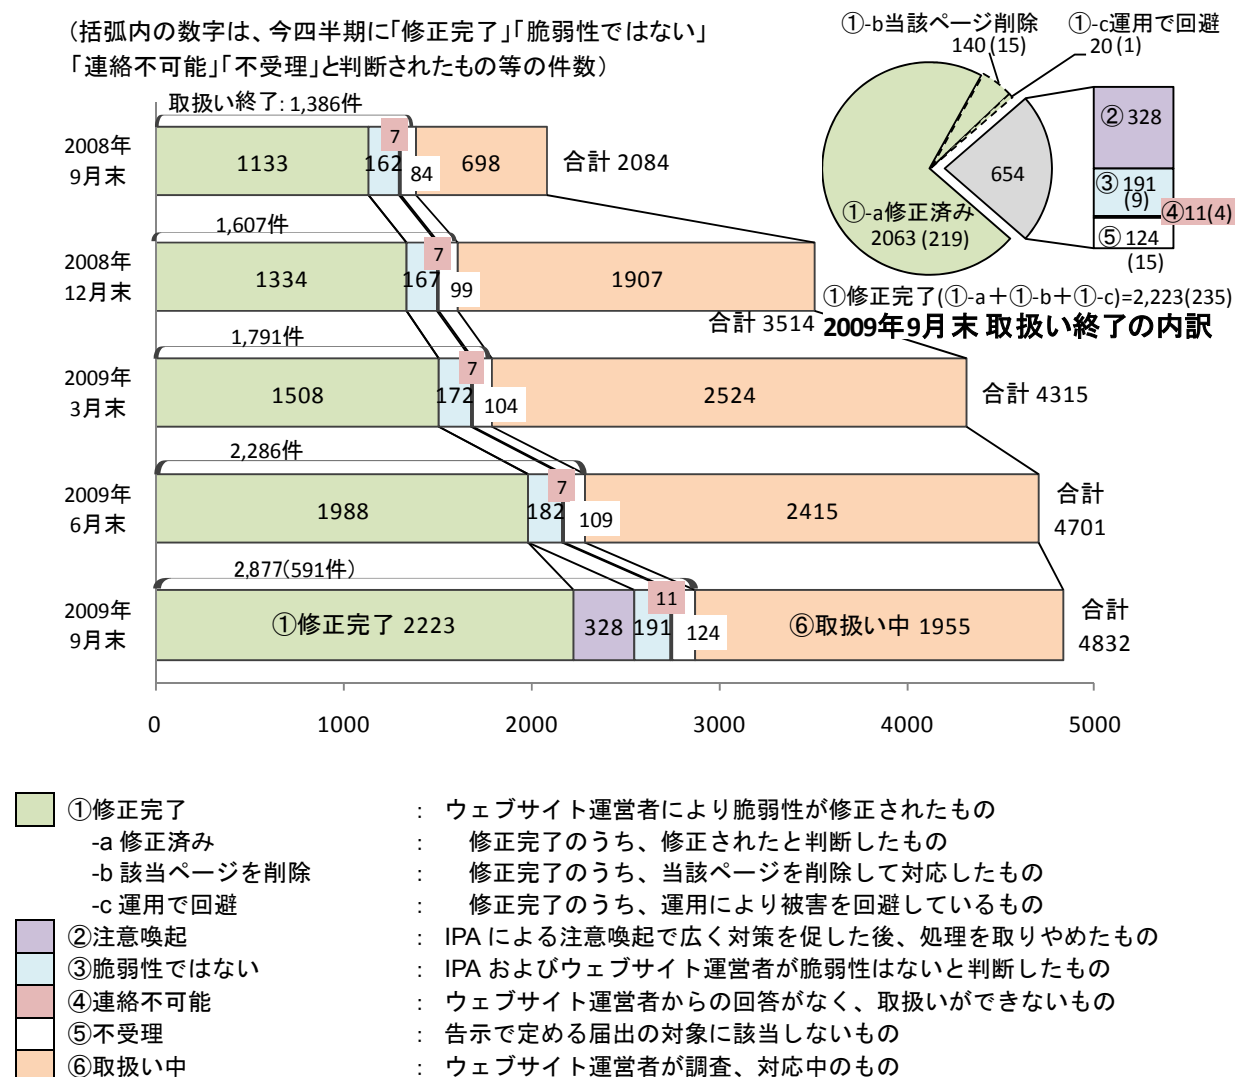 (括弧内の数字は、今四半期に「修正完了」「脆弱性ではない」
「連絡不可能」「不受理」と判断されたもの等の件数)
①-b当該ページ削除
140 (15)
①-c運用で回避
20 (1)
654
①-a修正済み
2063 (219)
②328
③191
(9)
④11(4)
⑤124
(15)
①修正完了(①-a＋①-b＋①-c)=2,223(235)
2009年9月末 取扱い終了の内訳
取扱い終了: 1,386件
2008年
9月末
1133
162
7
84
698
合計 2084
1,607件
2008年
12月末
1334
167
7
99
1907
合計 3514
1,791件
2009年
3月末
1508
172
7
104
2524
合計 4315
2,286件
2009年
6月末
1988
182
7
109
2415
合計
4701
2,877(591件)
2009年
9月末
①修正完了 2223
328
191
11
124
⑥取扱い中 1955
合計
4832
0 1000 2000 3000 4000 5000
①修正完了 : ウェブサイト運営者により脆弱性が修正されたもの
-a 修正済み : 修正完了のうち、修正されたと判断したもの
-b 該当ページを削除 : 修正完了のうち、当該ページを削除して対応したもの
-c 運用で回避 : 修正完了のうち、運用により被害を回避しているもの
②注意喚起 : IPA による注意喚起で広く対策を促した後、処理を取りやめたもの
③脆弱性ではない : IPA およびウェブサイト運営者が脆弱性はないと判断したもの
④連絡不可能 : ウェブサイト運営者からの回答がなく、取扱いができないもの
⑤不受理 : 告示で定める届出の対象に該当しないもの
⑥取扱い中 : ウェブサイト運営者が調査、対応中のもの